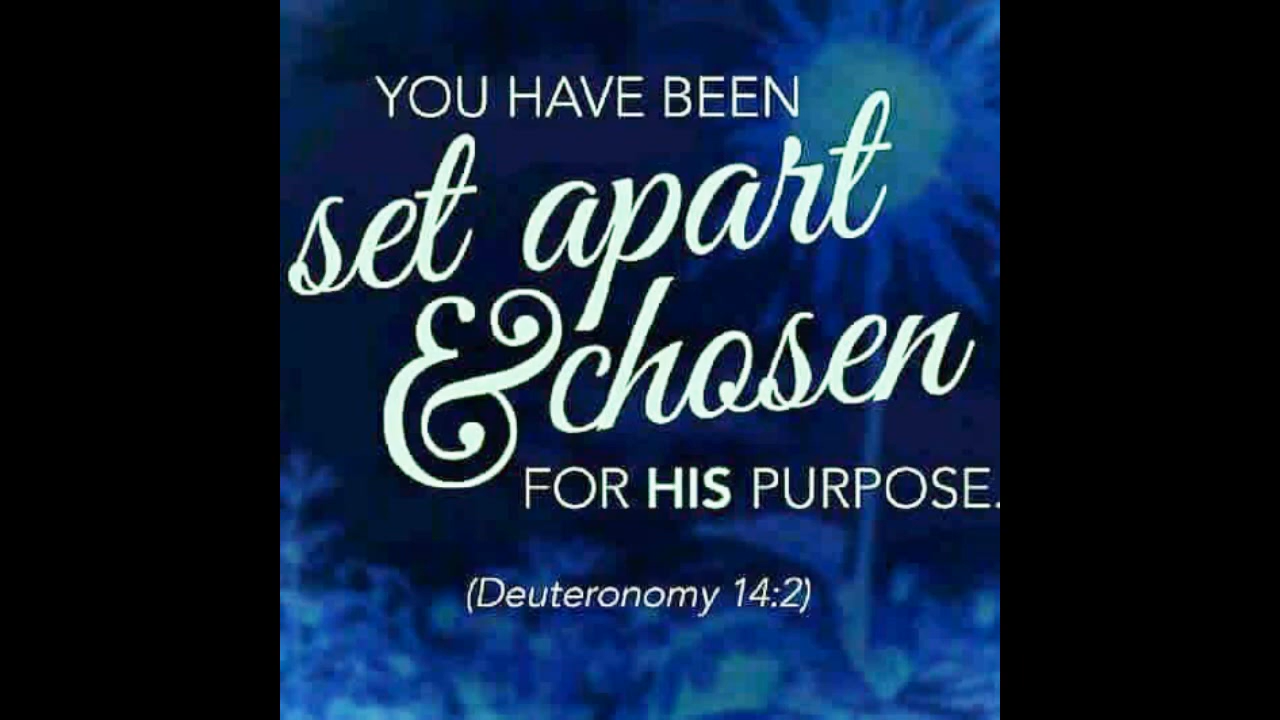 YOU HAVE BEEN
set apart
& chosen
FOR HIS PURPOSE.
(Deuteronomy 14:2)